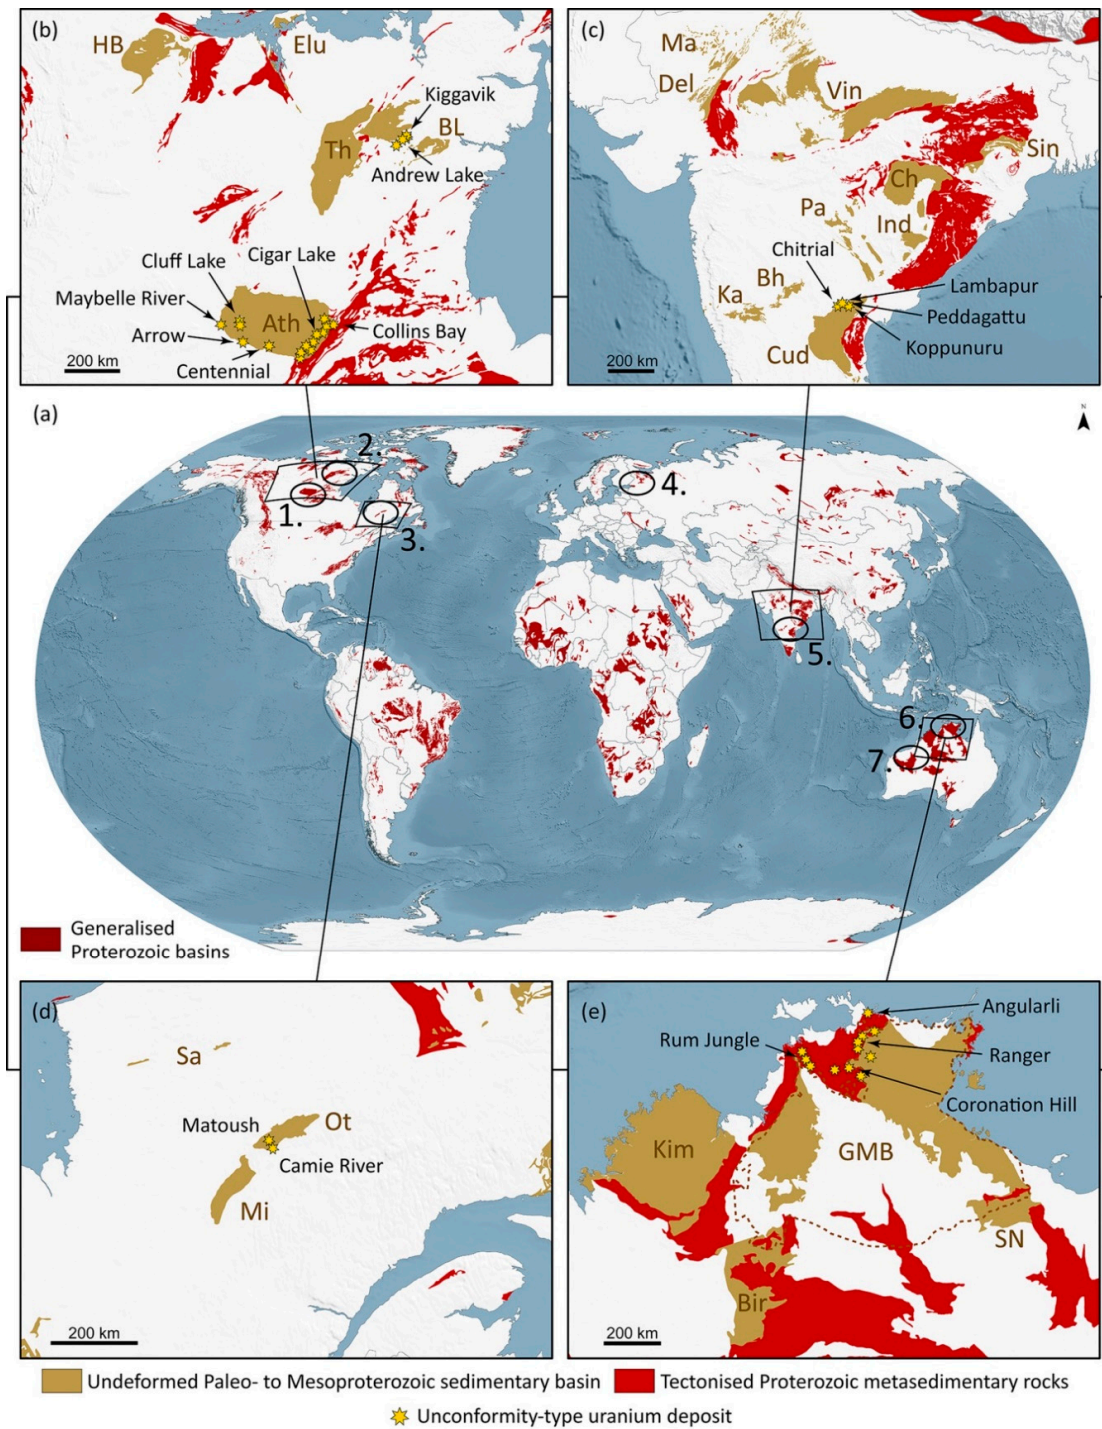 (b)
HB
Elu
Kiggavik
BL
Th
Andrew Lake
Cigar Lake
Cluff Lake
Maybelle River
Ath
Collins Bay
Arrow
Centennial
200 km
(c)
Ma
Del
Vin
Sin
Ch
Pa
Ind
Chitrial
Bh
Ka
Lambapur
Peddagattu
Koppunuru
Cud
200 km
(a)
N
2.
1.
3.
4.
5.
6.
7.
Generalised
Proterozoic basins
(d)
Sa
Matoush
Ot
Camie River
Mi
200 km
(e)
Angularli
Rum Jungle
Ranger
Coronation Hill
Kim
GMB
SN
Bir
200 km
Undeformed Paleo- to Mesoproterozoic sedimentary basin
Tectonised Proterozoic metasedimentary rocks
Unconformity-type uranium deposit